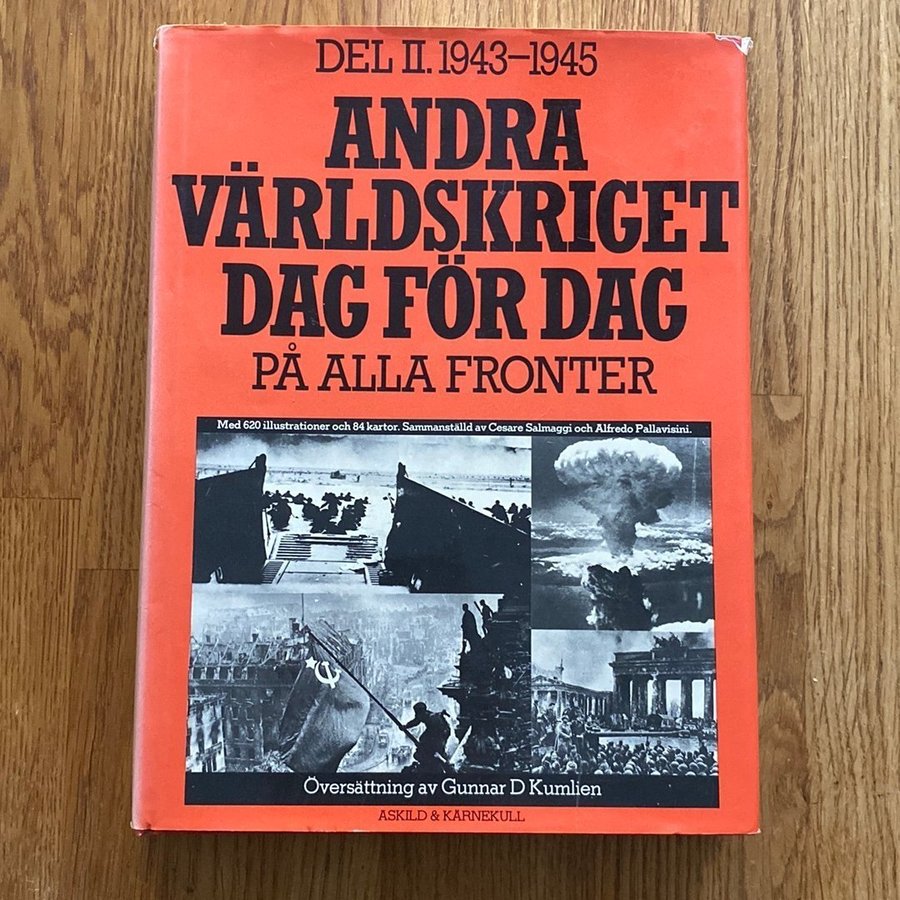 DEL II. 1943–1945
ANDRA
VÄRLDSKRIGET
DAG FÖR DAG
PÅ ALLA FRONTER
Med 620 illustrationer och 84 kartor. Sammanställd av Cesare Salmaggi och Alfredo Pallavisini.
Översättning av Gunnar D Kumlien
ASKILD & KÄRNEKULL